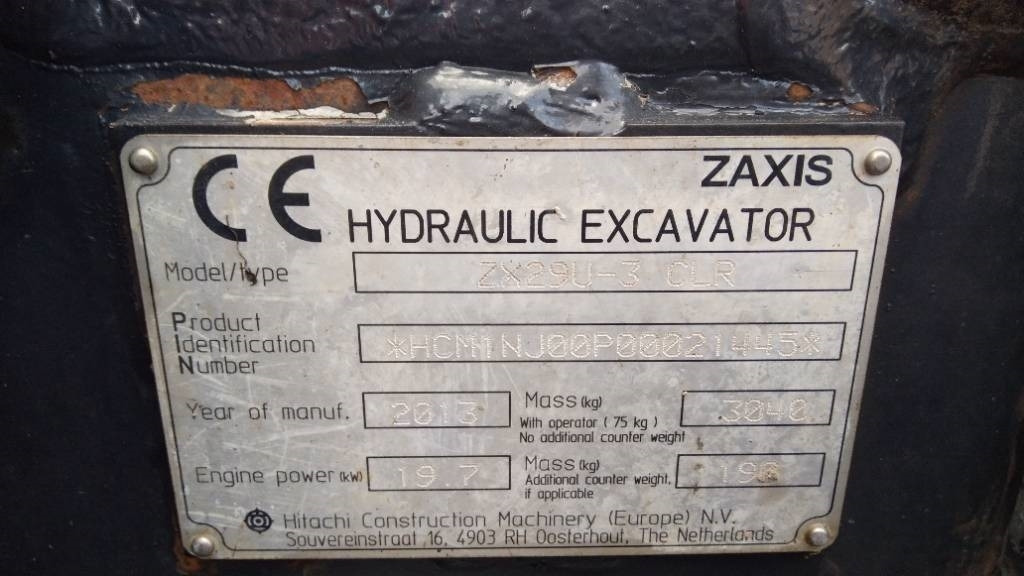 CE
ZAXIS
HYDRAULIC EXCAVATOR
Model/type ZX29U-3 CLR
Product
Identification
Number
*HCM1NJ00P00021445*
Year of manuf. 2013
Mass (kg) 3040
With operator ( 75 kg )
No additional counter weight
Engine power (kW) 19.7
Mass (kg)
Additional counter weight,
if applicable
Hitachi Construction Machinery (Europe) N.V.
Souvereinstraat 16, 4903 RH Oosterhout, The Netherlands